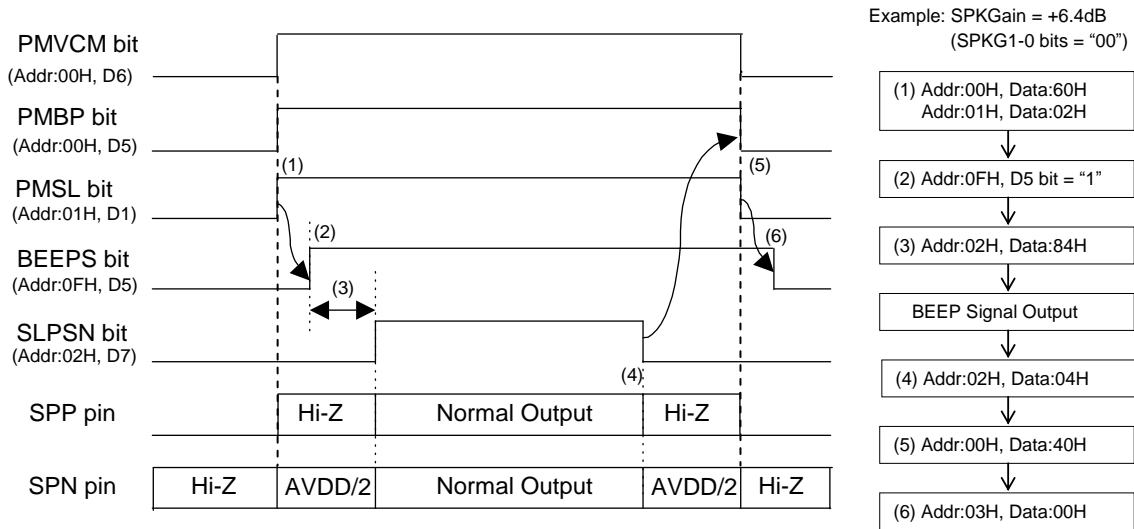 PMVCM bit
(Addr:00H, D6)
PMBP bit
(Addr:00H, D5)
PMSL bit
(Addr:01H, D1)
BEEPS bit
(Addr:0FH, D5)
SLPSN bit
(Addr:02H, D7)
SPP pin
SPN pin
(1)
(2)
(3)
(4)
(5)
(6)
Hi-Z Normal Output Hi-Z
Hi-Z AVDD/2 Normal Output AVDD/2 Hi-Z
Example: SPKGain = +6.4dB
(SPKG1-0 bits = “00”)
(1) Addr:00H, Data:60H
Addr:01H, Data:02H
(2) Addr:0FH, D5 bit = “1”
(3) Addr:02H, Data:84H
BEEP Signal Output
(4) Addr:02H, Data:04H
(5) Addr:00H, Data:40H
(6) Addr:03H, Data:00H